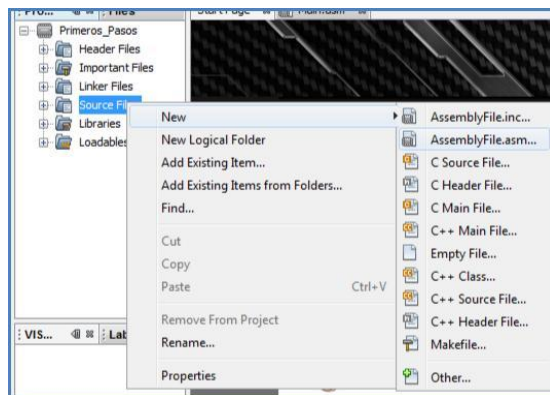 Files
Start Page
Main.asm
Primeros_Pasos
Header Files
Important Files
Linker Files
Source
Libraries
Loadables
New
New Logical Folder
Add Existing Item...
Add Existing Items from Folders...
Find...
Cut
Copy
Paste Ctrl+V
Remove From Project
Rename...
Properties
AssemblyFile.inc...
AssemblyFile.asm...
C Source File...
C Header File...
C Main File...
C++ Main File...
Empty File...
C++ Class...
C++ Source File...
C++ Header File...
Makefile...
Other...
: VIS...